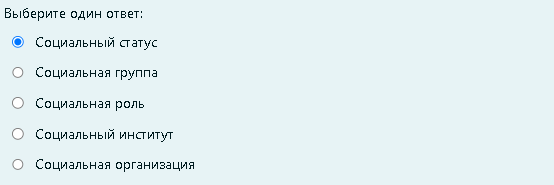 Выберите один ответ:
Социальный статус
Социальная группа
Социальная роль
Социальный институт
Социальная организация